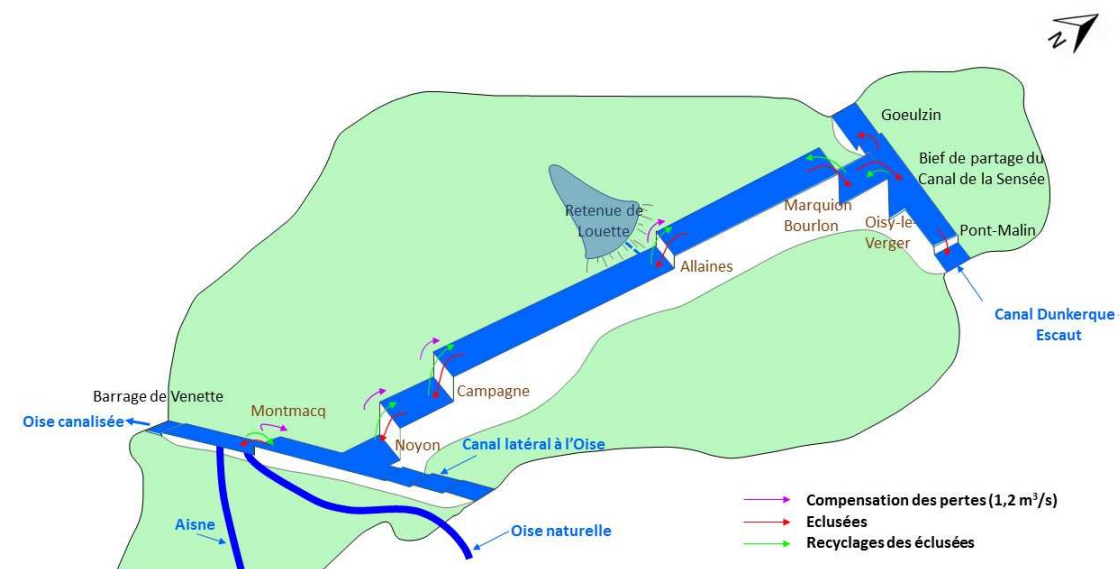 N
Goeulzin
Bief de partage du
Canal de la Sensée
Retenue de
Louette
Marquion
Bourlon
Oisy-le-
Verger
Pont-Malin
Allaines
Canal Dunkerque -
Escaut
Campagne
Barrage de Venette
Oise canalisée
Montmacq
Noyon
Canal latéral à l'Oise
Aisne
Oise naturelle
Compensation des pertes (1,2 m³/s)
Eclusées
Recyclages des éclusées